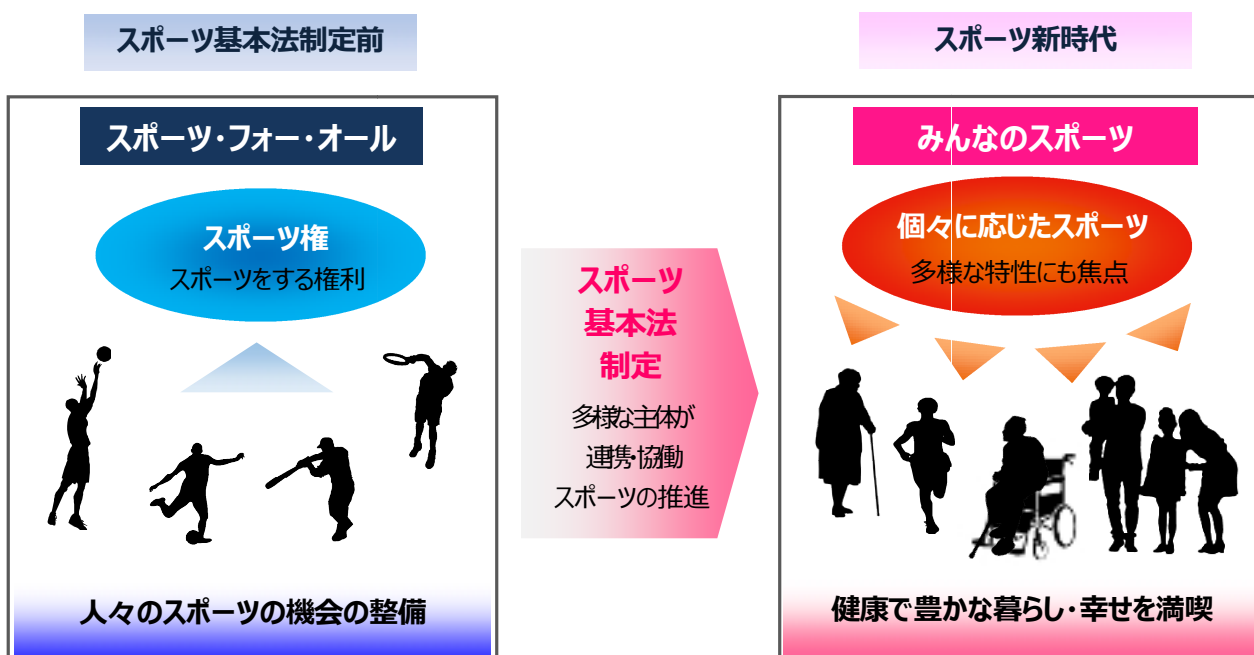 スポーツ基本法制定前
スポーツ・フォー・オール
スポーツ権
スポーツをする権利
人々のスポーツの機会の整備
スポーツ
基本法
制定
多様な主体が
連携・協働
スポーツの推進
スポーツ新時代
みんなのスポーツ
個々に応じたスポーツ
多様な特性にも焦点
健康で豊かな暮らし・幸せを満喫